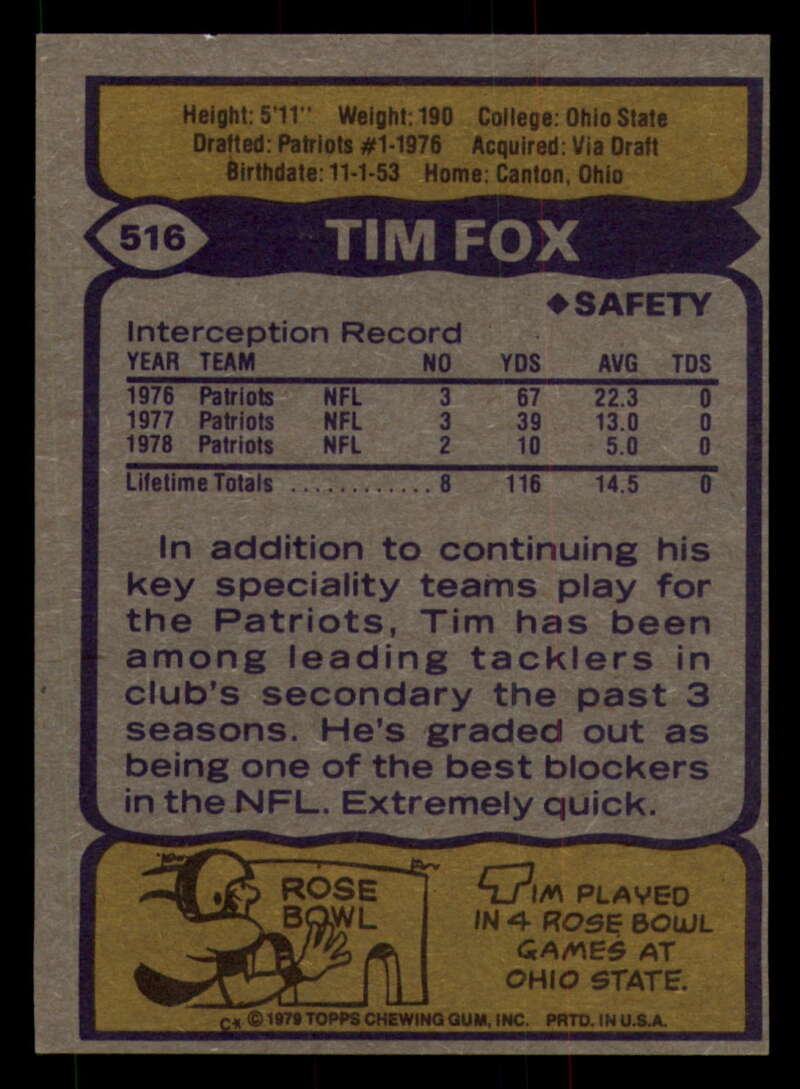 Height: 5'11" Weight: 190 College: Ohio State
Drafted: Patriots #1-1976 Acquired: Via Draft
Birthdate: 11-1-53 Home: Canton, Ohio
516 TIM FOX
◆SAFETY
Interception Record
YEAR TEAM NO YDS AVG TDS
1976 Patriots NFL 3 67 22.3 0
1977 Patriots NFL 3 39 13.0 0
1978 Patriots NFL 2 10 5.0 0
Lifetime Totals ............ 8 116 14.5 0
In addition to continuing his
key speciality teams play for
the Patriots, Tim has been
among leading tacklers in
club's secondary the past 3
seasons. He's graded out as
being one of the best blockers
in the NFL. Extremely quick.
ROSE
BOWL
TIM PLAYED
IN 4 ROSE BOWL
GAMES AT
OHIO STATE.
C* © 1979 TOPPS CHEWING GUM, INC. PRTD. IN U.S.A.